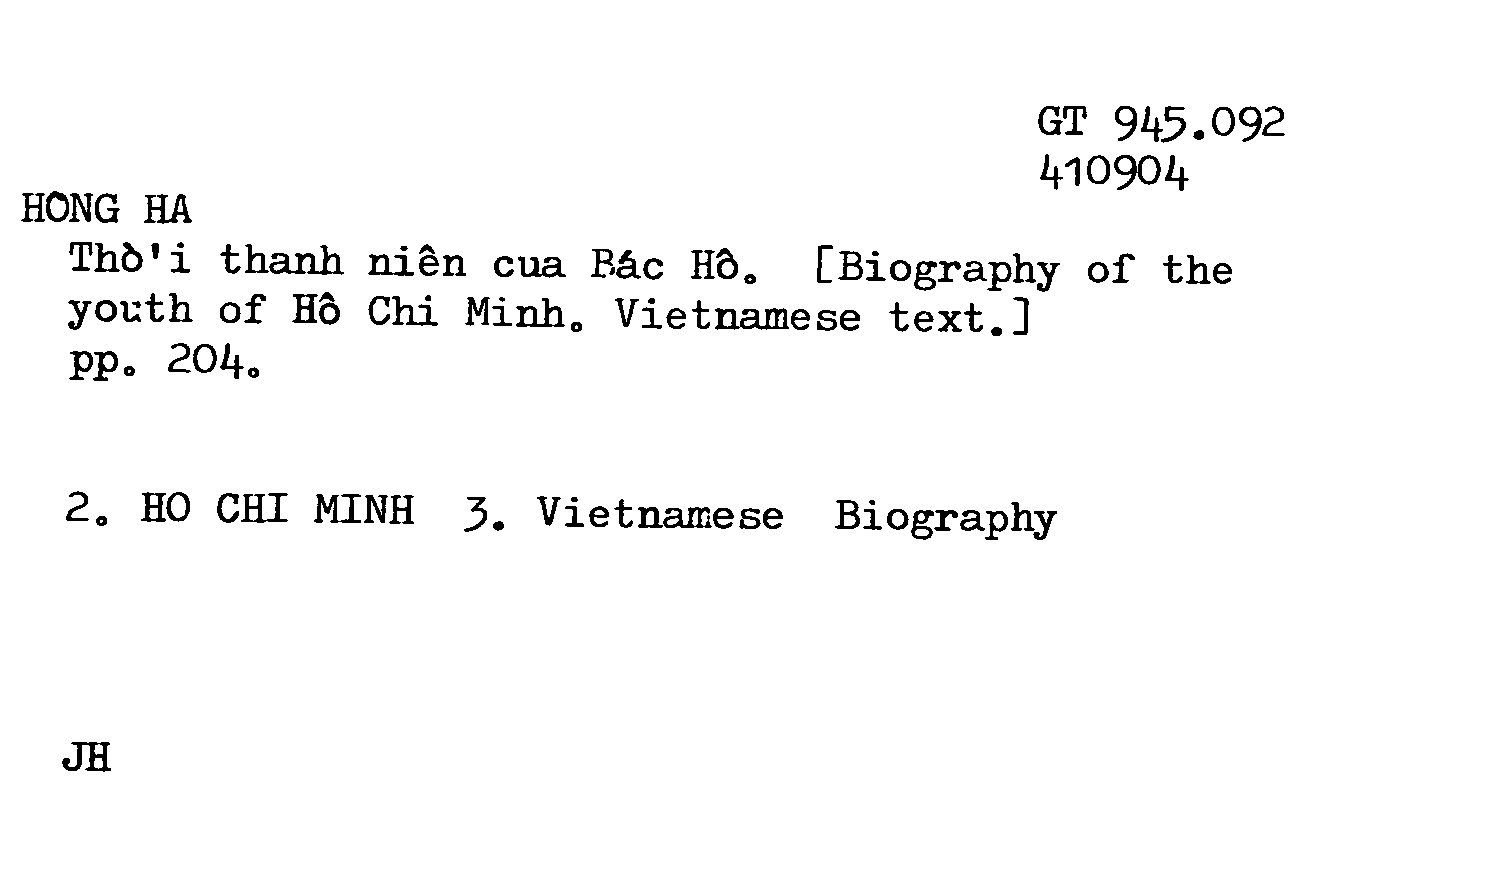 GT 945.092
410904
HONG HA
Thò'i thanh niên cua Bác Hô. [Biography of the
youth of Hô Chi Minh. Vietnamese text.]
pp. 204.
2. HO CHI MINH 3. Vietnamese Biography
JH